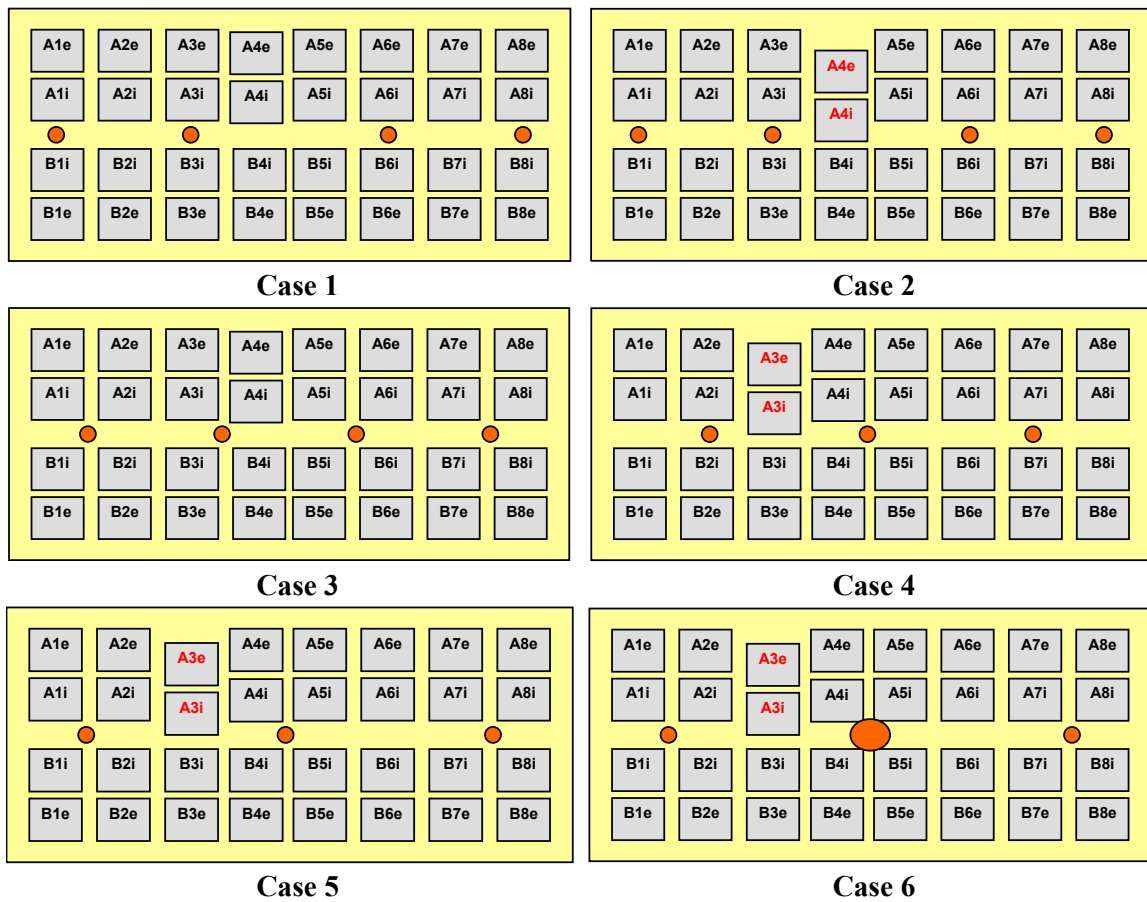 A1e A2e A3e A4e A5e A6e A7e A8e
A1i A2i A3i A4i A5i A6i A7i A8i
B1i B2i B3i B4i B5i B6i B7i B8i
B1e B2e B3e B4e B5e B6e B7e B8e
Case 1
A1e A2e A3e A4e A5e A6e A7e A8e
A1i A2i A3i A4i A5i A6i A7i A8i
B1i B2i B3i B4i B5i B6i B7i B8i
B1e B2e B3e B4e B5e B6e B7e B8e
Case 2
A1e A2e A3e A4e A5e A6e A7e A8e
A1i A2i A3i A4i A5i A6i A7i A8i
B1i B2i B3i B4i B5i B6i B7i B8i
B1e B2e B3e B4e B5e B6e B7e B8e
Case 3
A1e A2e A3e A4e A5e A6e A7e A8e
A1i A2i A3i A4i A5i A6i A7i A8i
B1i B2i B3i B4i B5i B6i B7i B8i
B1e B2e B3e B4e B5e B6e B7e B8e
Case 4
A1e A2e A3e A4e A5e A6e A7e A8e
A1i A2i A3i A4i A5i A6i A7i A8i
B1i B2i B3i B4i B5i B6i B7i B8i
B1e B2e B3e B4e B5e B6e B7e B8e
Case 5
A1e A2e A3e A4e A5e A6e A7e A8e
A1i A2i A3i A4i A5i A6i A7i A8i
B1i B2i B3i B4i B5i B6i B7i B8i
B1e B2e B3e B4e B5e B6e B7e B8e
Case 6